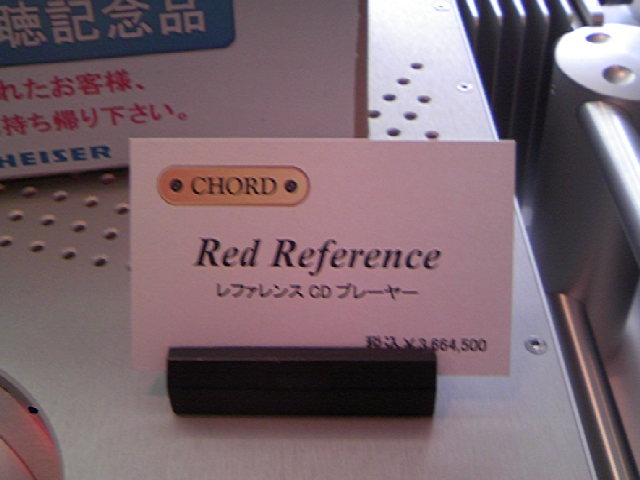 聴記念品
れたお客様、
持ち帰り下さい。
HEISER
CHORD
Red Reference
レファレンス CD プレーヤー
税込 ¥3,664,500